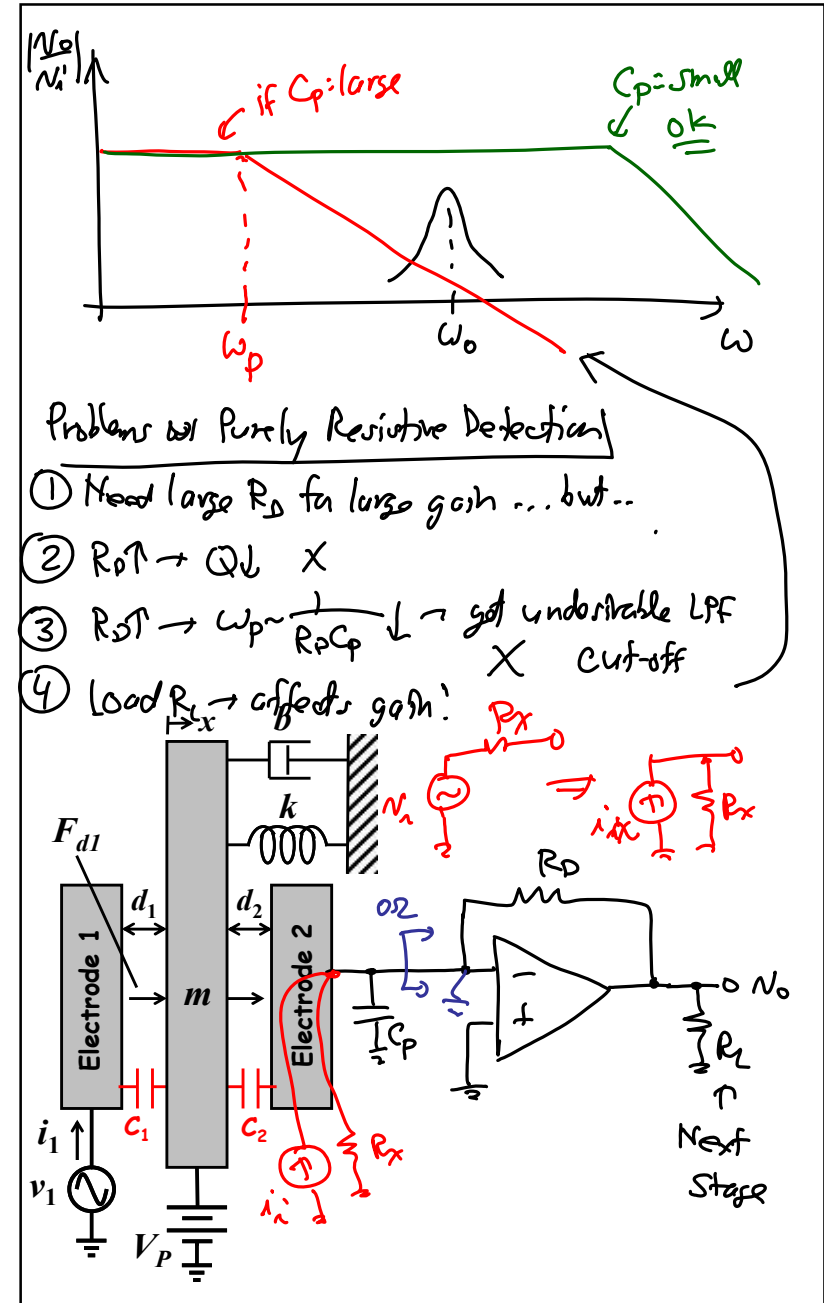 |No/Ni|
if Cp=large
Cp=small
ok
ωp
ω0
ω
Problems w/ Purely Resistive Detection
① Need large RD for large gain ... but..
② RD↑ → Q↓ X
③ RD↑ → ωp ~ 1/(RDCp) ↓ → got undesirable LPF
X cut-off
④ Load RL → affects gain!
x
B
k
Fd1
d1
d2
m
Electrode 1
Electrode 2
C1
C2
i1
v1
VP
ii
Rx
Rx
⇒
Rx
0Ω
Cp
RD
−
+
No
RL
↑
Next
Stage